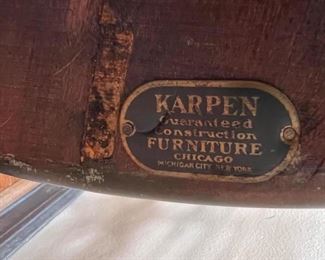 KARPEN
Guaranteed
Construction
FURNITURE
CHICAGO
MICHIGAN CITY NEW YORK